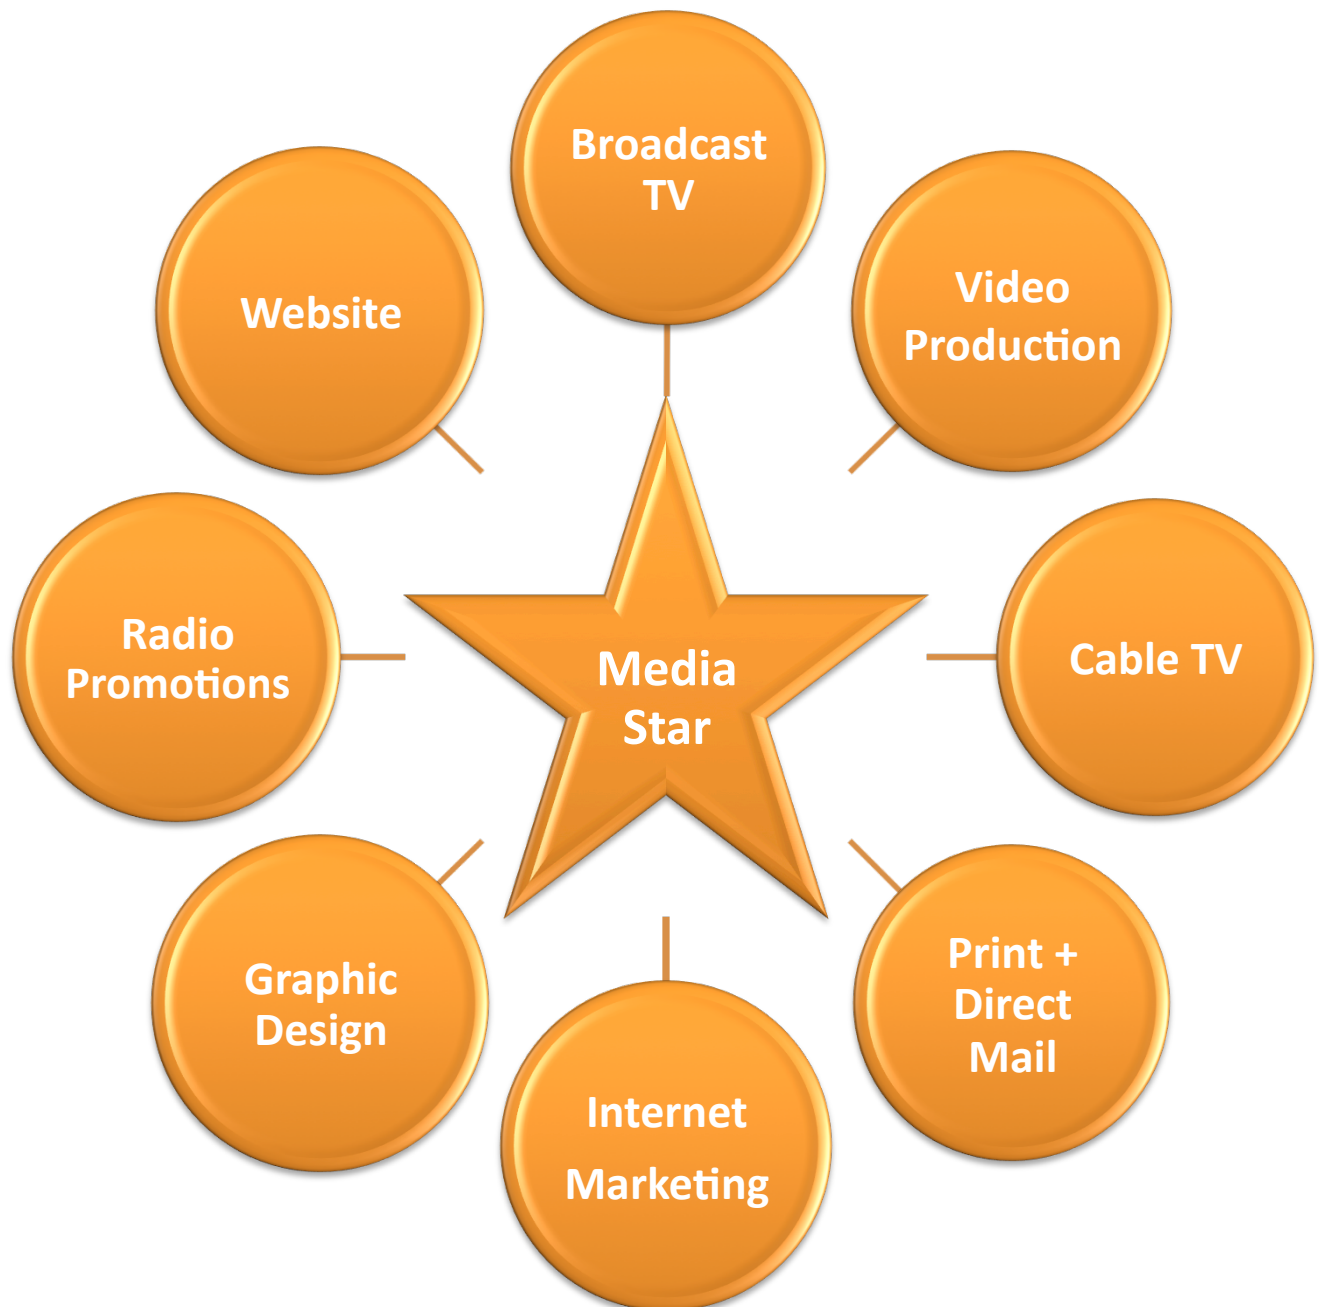 Broadcast
TV
Video
Production
Cable TV
Print +
Direct
Mail
Internet
Marketing
Graphic
Design
Radio
Promotions
Website
Media
Star